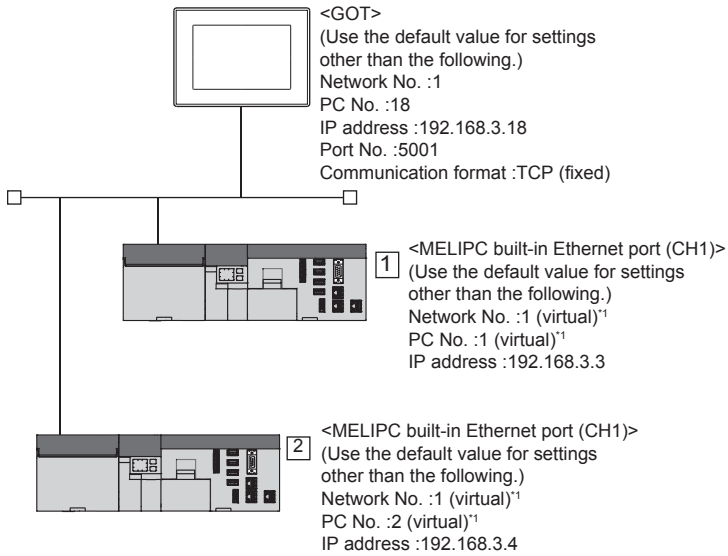 <GOT>
(Use the default value for settings
other than the following.)
Network No. :1
PC No. :18
IP address :192.168.3.18
Port No. :5001
Communication format :TCP (fixed)
1
<MELIPC built-in Ethernet port (CH1)>
(Use the default value for settings
other than the following.)
Network No. :1 (virtual)*1
PC No. :1 (virtual)*1
IP address :192.168.3.3
2
<MELIPC built-in Ethernet port (CH1)>
(Use the default value for settings
other than the following.)
Network No. :1 (virtual)*1
PC No. :2 (virtual)*1
IP address :192.168.3.4